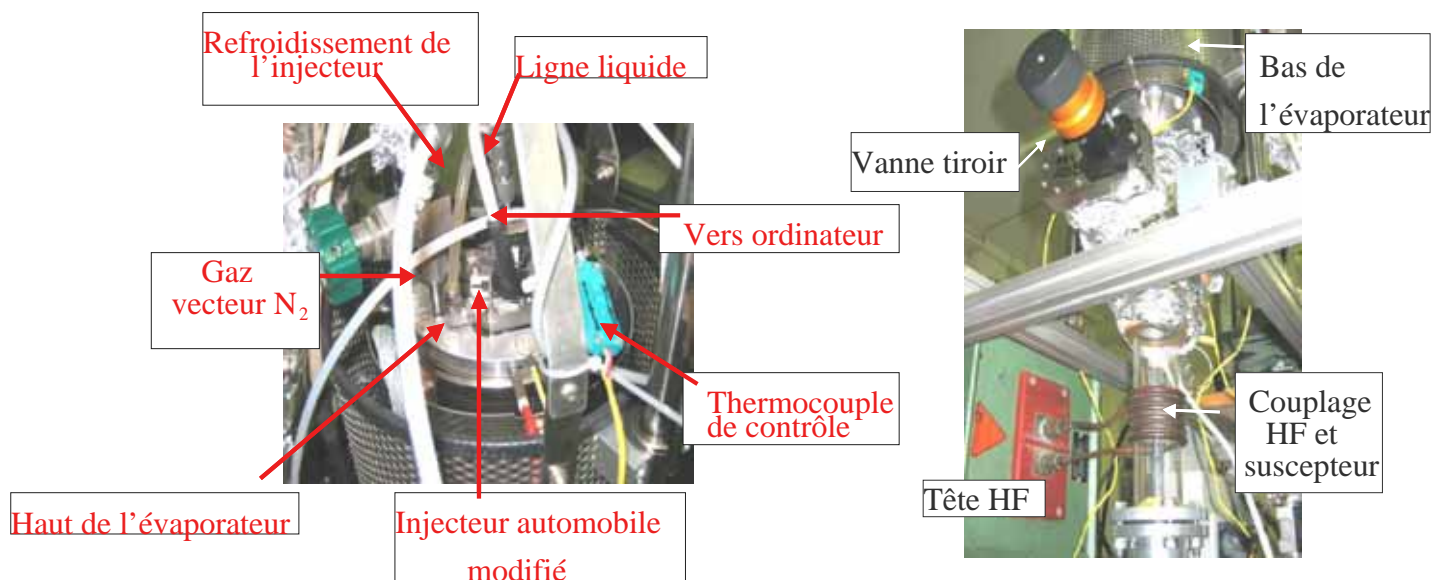 Refroidissement de
l’injecteur
Ligne liquide
Vers ordinateur
Gaz
vecteur N₂
Thermocouple
de contrôle
Haut de l’évaporateur
Injecteur automobile
modifié
Bas de
l’évaporateur
Vanne tiroir
Couplage
HF et
suscepteur
Tête HF